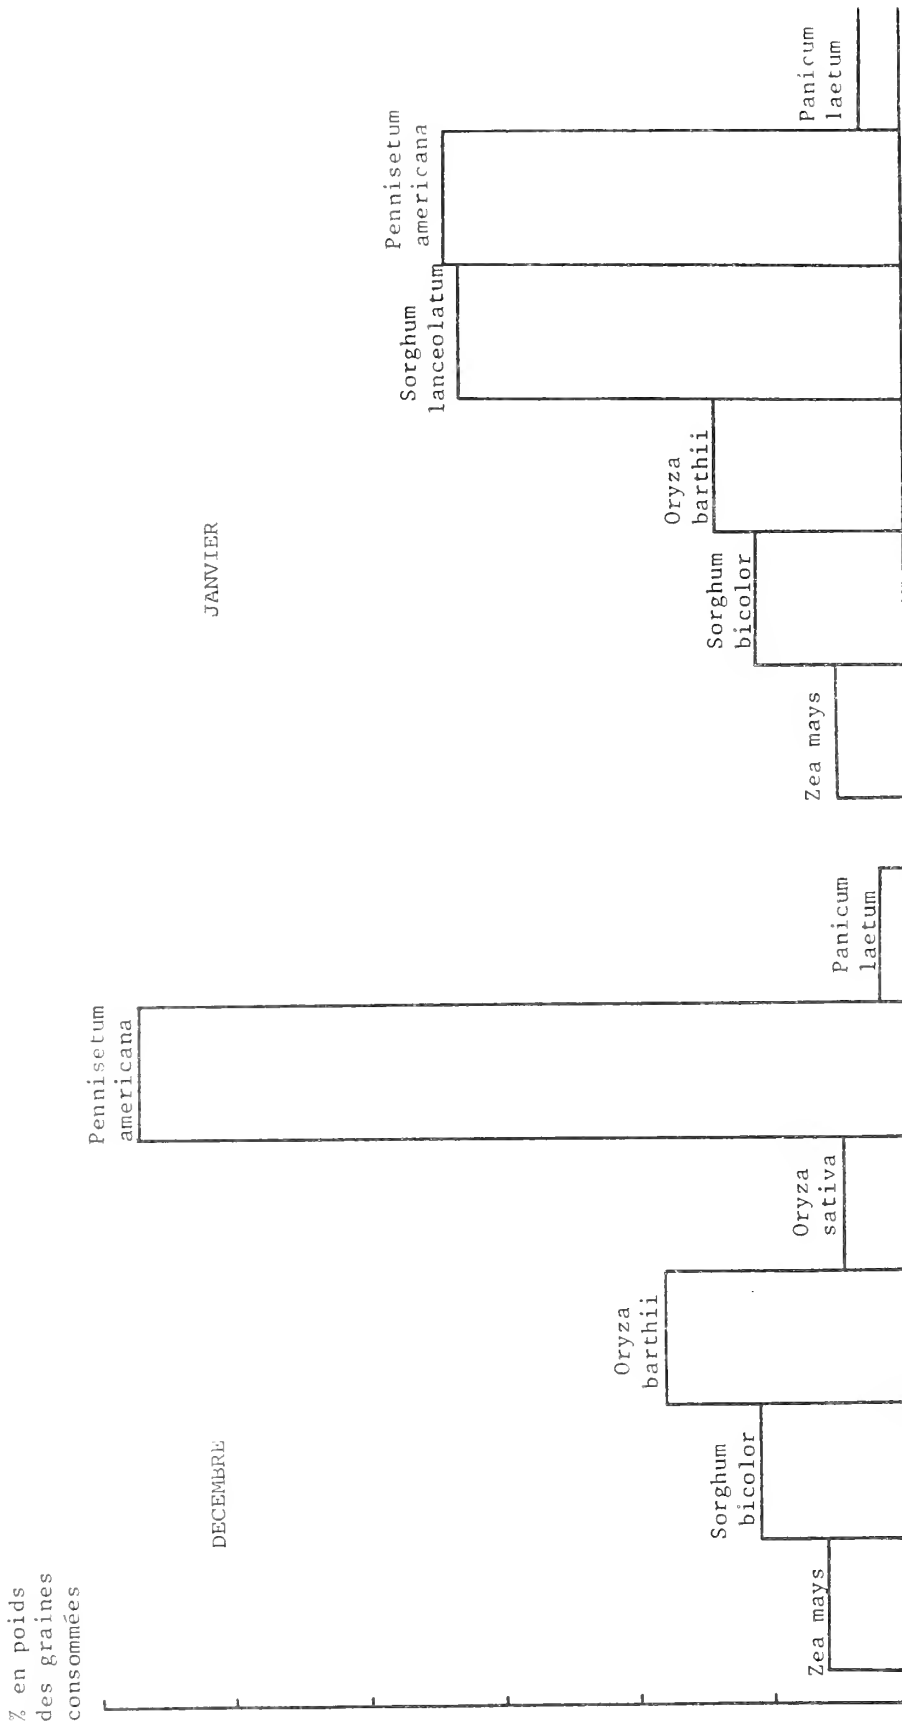 % en poids
des graines
consommées
DECEMBRE
Zea mays
Sorghum
bicolor
Oryza
barthii
Oryza
sativa
Pennisetum
americana
Panicum
laetum
JANVIER
Zea mays
Sorghum
bicolor
Oryza
barthii
Sorghum
lanceolatum
Pennisetum
americana
Panicum
laetum